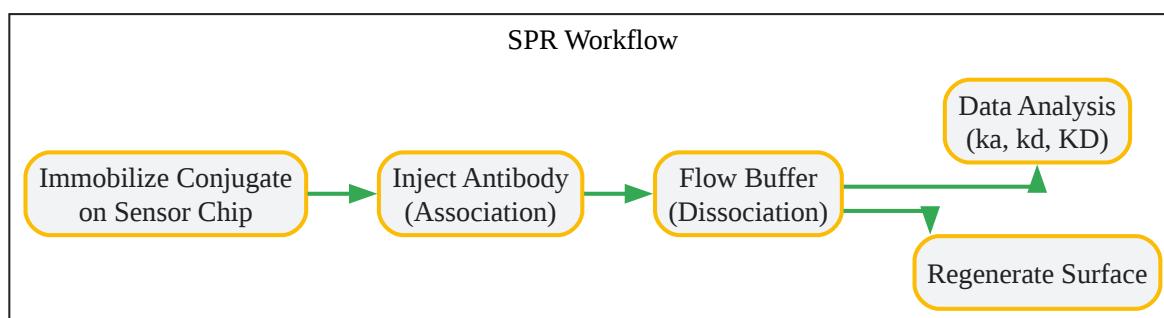 SPR Workflow
Immobilize Conjugate
on Sensor Chip
Inject Antibody
(Association)
Flow Buffer
(Dissociation)
Data Analysis
(ka, kd, KD)
Regenerate Surface